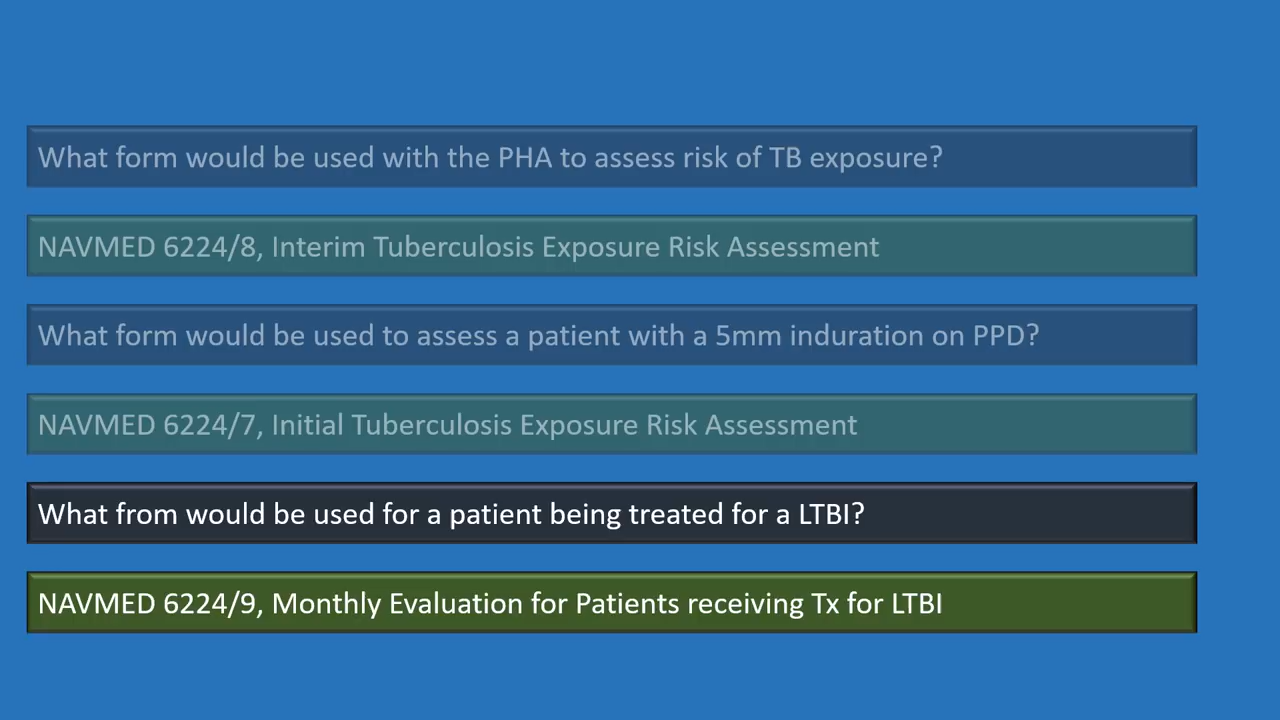 What form would be used with the PHA to assess risk of TB exposure?
NAVMED 6224/8, Interim Tuberculosis Exposure Risk Assessment
What form would be used to assess a patient with a 5mm induration on PPD?
NAVMED 6224/7, Initial Tuberculosis Exposure Risk Assessment
What from would be used for a patient being treated for a LTBI?
NAVMED 6224/9, Monthly Evaluation for Patients receiving Tx for LTBI